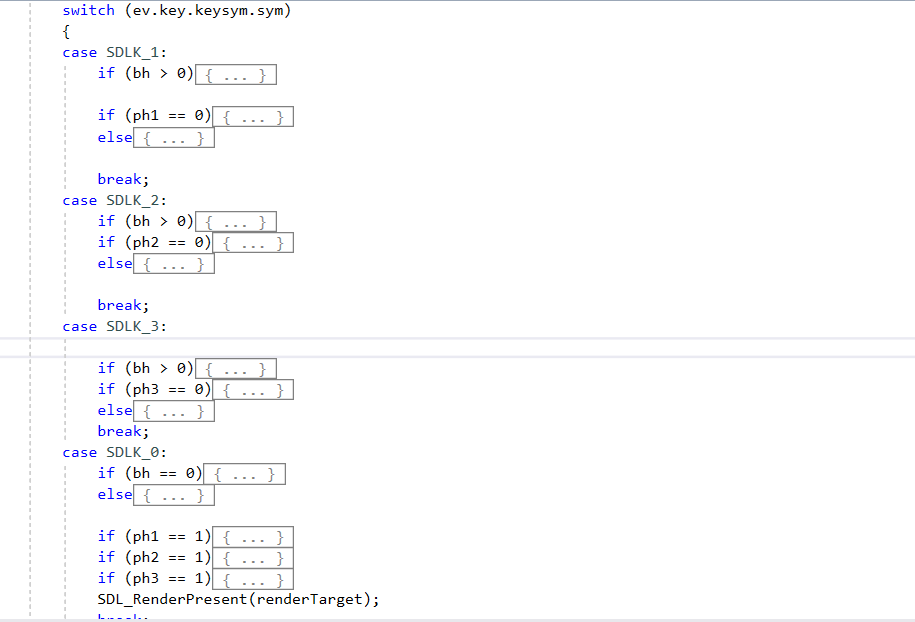 switch (ev.key.keysym.sym)
{
case SDLK_1:
if (bh > 0){ ... }
if (ph1 == 0){ ... }
else{ ... }
break;
case SDLK_2:
if (bh > 0){ ... }
if (ph2 == 0){ ... }
else{ ... }
break;
case SDLK_3:
if (bh > 0){ ... }
if (ph3 == 0){ ... }
else{ ... }
break;
case SDLK_0:
if (bh == 0){ ... }
else{ ... }
if (ph1 == 1){ ... }
if (ph2 == 1){ ... }
if (ph3 == 1){ ... }
SDL_RenderPresent(renderTarget);
break;